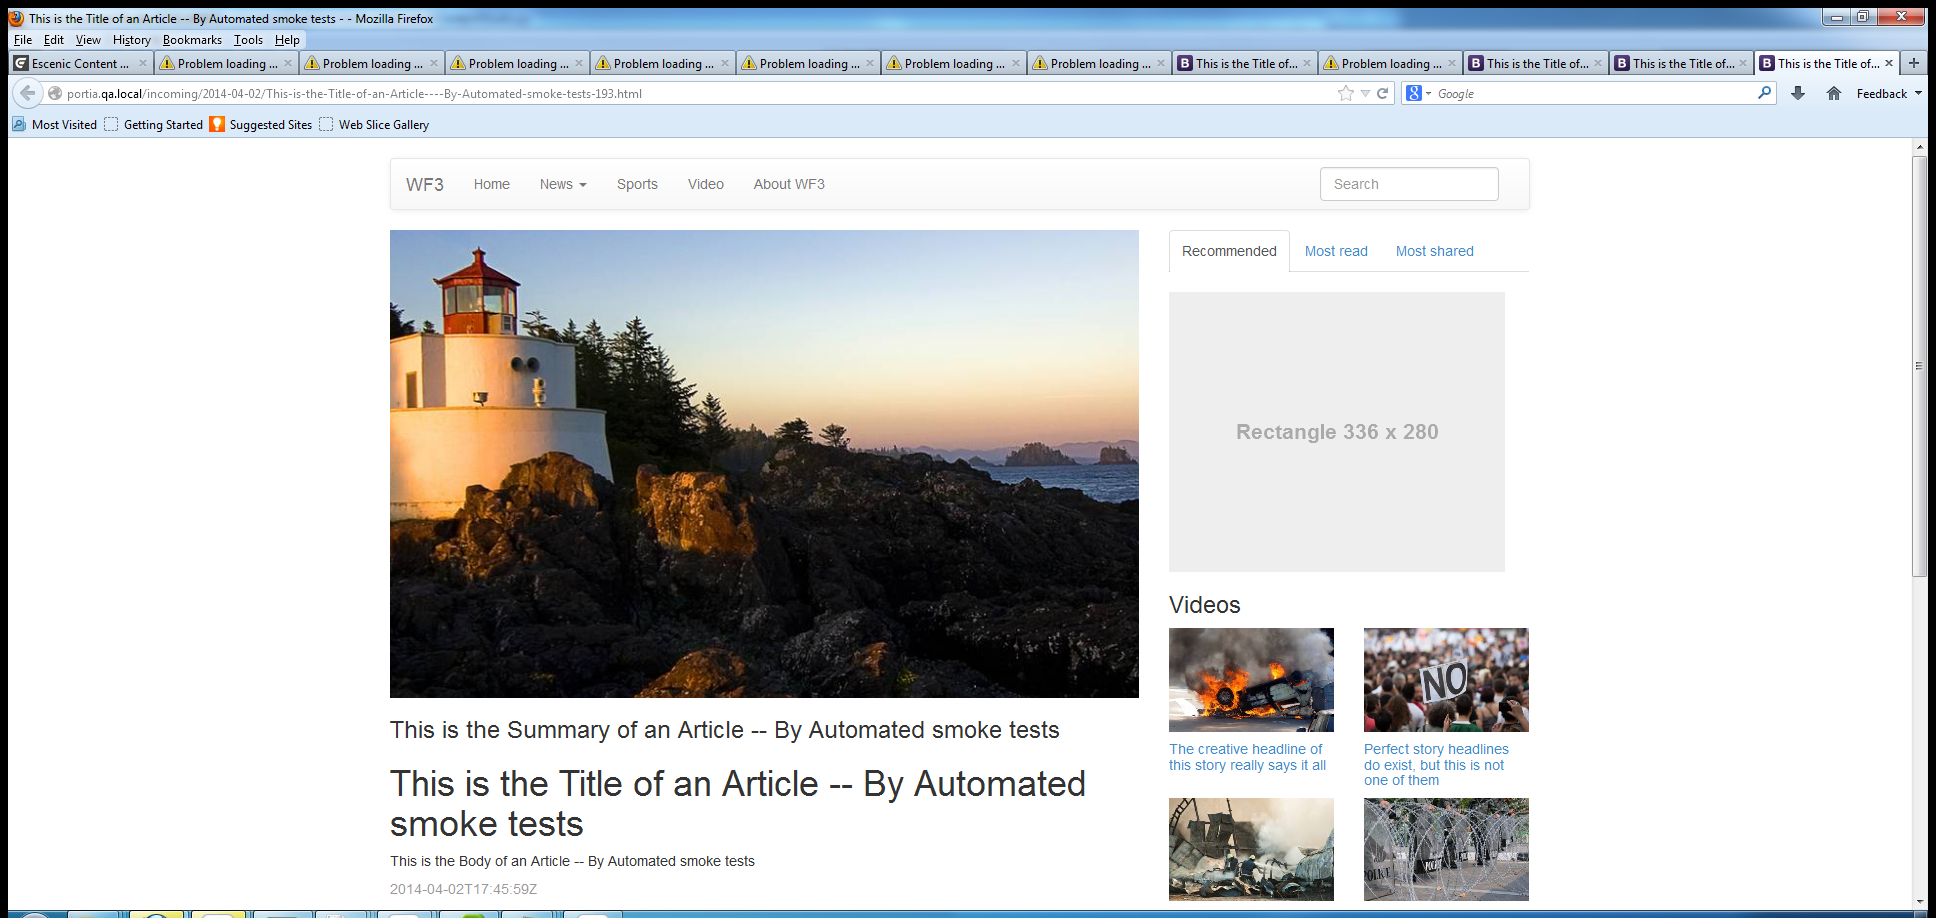 This is the Title of an Article -- By Automated smoke tests - - Mozilla Firefox
File Edit View History Bookmarks Tools Help
Escenic Content ... Problem loading ... Problem loading ... Problem loading ... Problem loading ... Problem loading ... Problem loading ... Problem loading ... This is the Title of... Problem loading ... This is the Title of... This is the Title of... This is the Title of...
portia.qa.local/incoming/2014-04-02/This-is-the-Title-of-an-Article----By-Automated-smoke-tests-193.html Google Feedback
Most Visited Getting Started Suggested Sites Web Slice Gallery
WF3 Home News Sports Video About WF3 Search
Recommended Most read Most shared
Rectangle 336 x 280
Videos
NO
The creative headline of
this story really says it all
Perfect story headlines
do exist, but this is not
one of them
POLICE
This is the Summary of an Article -- By Automated smoke tests
This is the Title of an Article -- By Automated
smoke tests
This is the Body of an Article -- By Automated smoke tests
2014-04-02T17:45:59Z